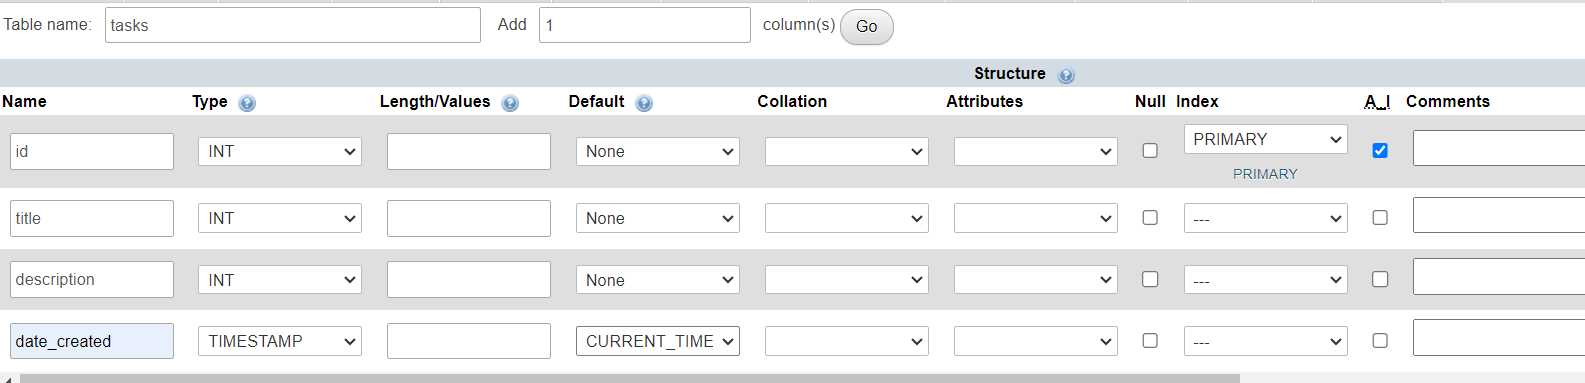 Table name: tasks Add 1 column(s) Go
Structure
Name Type Length/Values Default Collation Attributes Null Index A_I Comments
id INT None PRIMARY
PRIMARY
title INT None ---
description INT None ---
date_created TIMESTAMP CURRENT_TIME ---